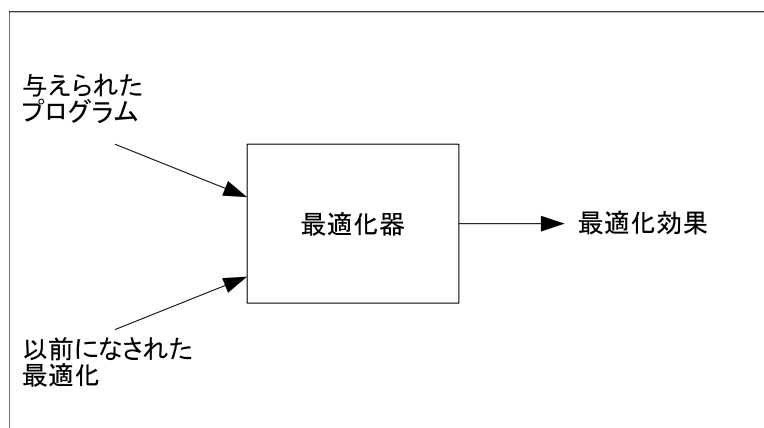 与えられた
プログラム
最適化器
最適化効果
以前になされた
最適化